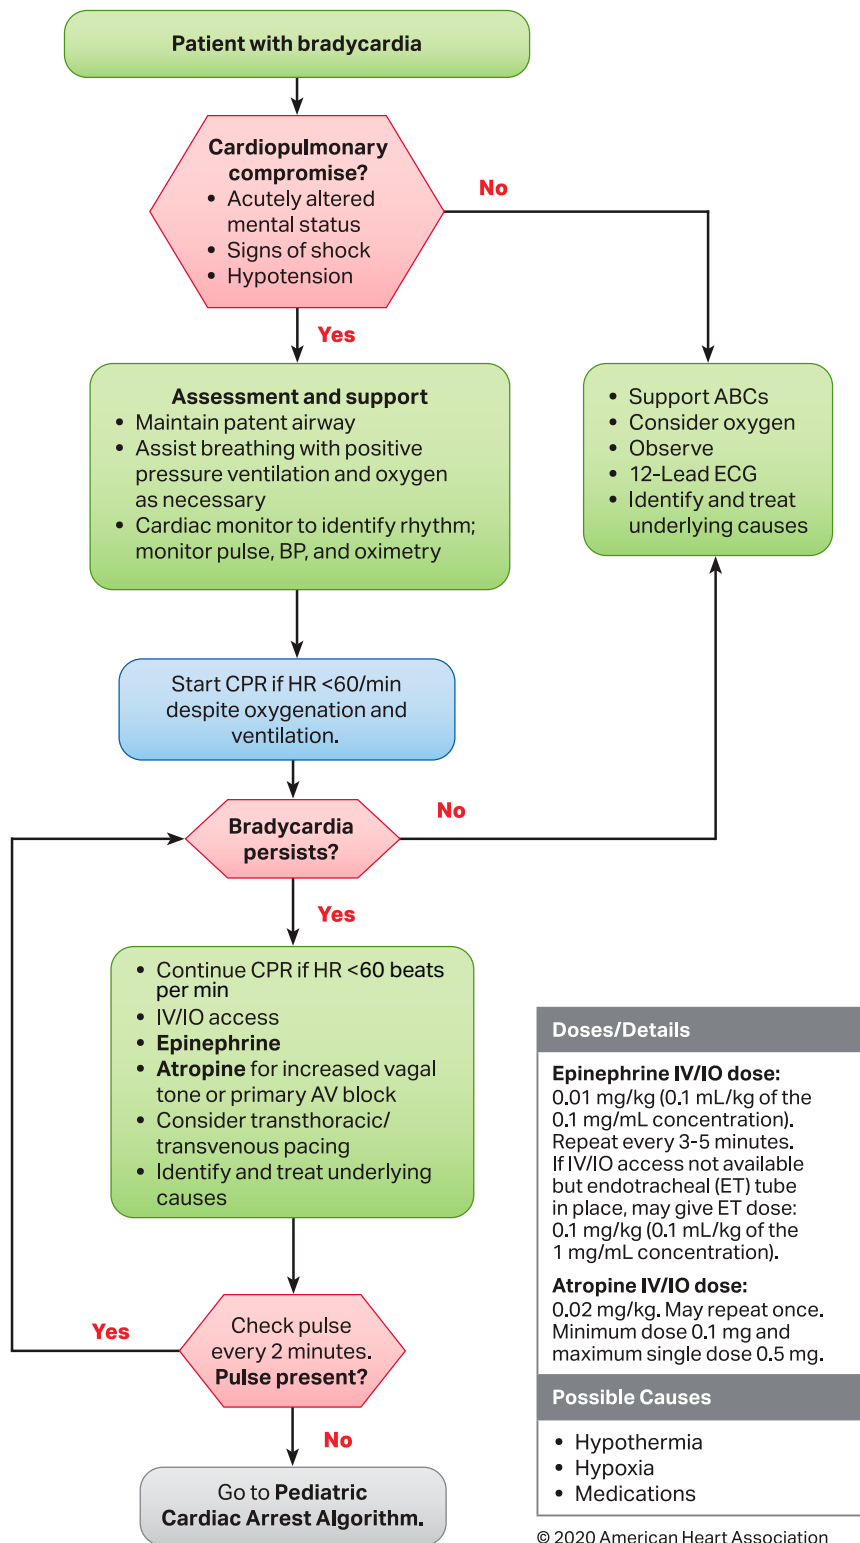 Patient with bradycardia
Cardiopulmonary
compromise?
• Acutely altered
mental status
• Signs of shock
• Hypotension
No
Yes
Assessment and support
• Maintain patent airway
• Assist breathing with positive
pressure ventilation and oxygen
as necessary
• Cardiac monitor to identify rhythm;
monitor pulse, BP, and oximetry
• Support ABCs
• Consider oxygen
• Observe
• 12-Lead ECG
• Identify and treat
underlying causes
Start CPR if HR <60/min
despite oxygenation and
ventilation.
Bradycardia
persists?
No
Yes
• Continue CPR if HR <60 beats
per min
• IV/IO access
• Epinephrine
• Atropine for increased vagal
tone or primary AV block
• Consider transthoracic/
transvenous pacing
• Identify and treat underlying
causes
Check pulse
every 2 minutes.
Pulse present?
Yes
No
Go to Pediatric
Cardiac Arrest Algorithm.
Doses/Details
Epinephrine IV/IO dose:
0.01 mg/kg (0.1 mL/kg of the
0.1 mg/mL concentration).
Repeat every 3-5 minutes.
If IV/IO access not available
but endotracheal (ET) tube
in place, may give ET dose:
0.1 mg/kg (0.1 mL/kg of the
1 mg/mL concentration).
Atropine IV/IO dose:
0.02 mg/kg. May repeat once.
Minimum dose 0.1 mg and
maximum single dose 0.5 mg.
Possible Causes
• Hypothermia
• Hypoxia
• Medications
© 2020 American Heart Association